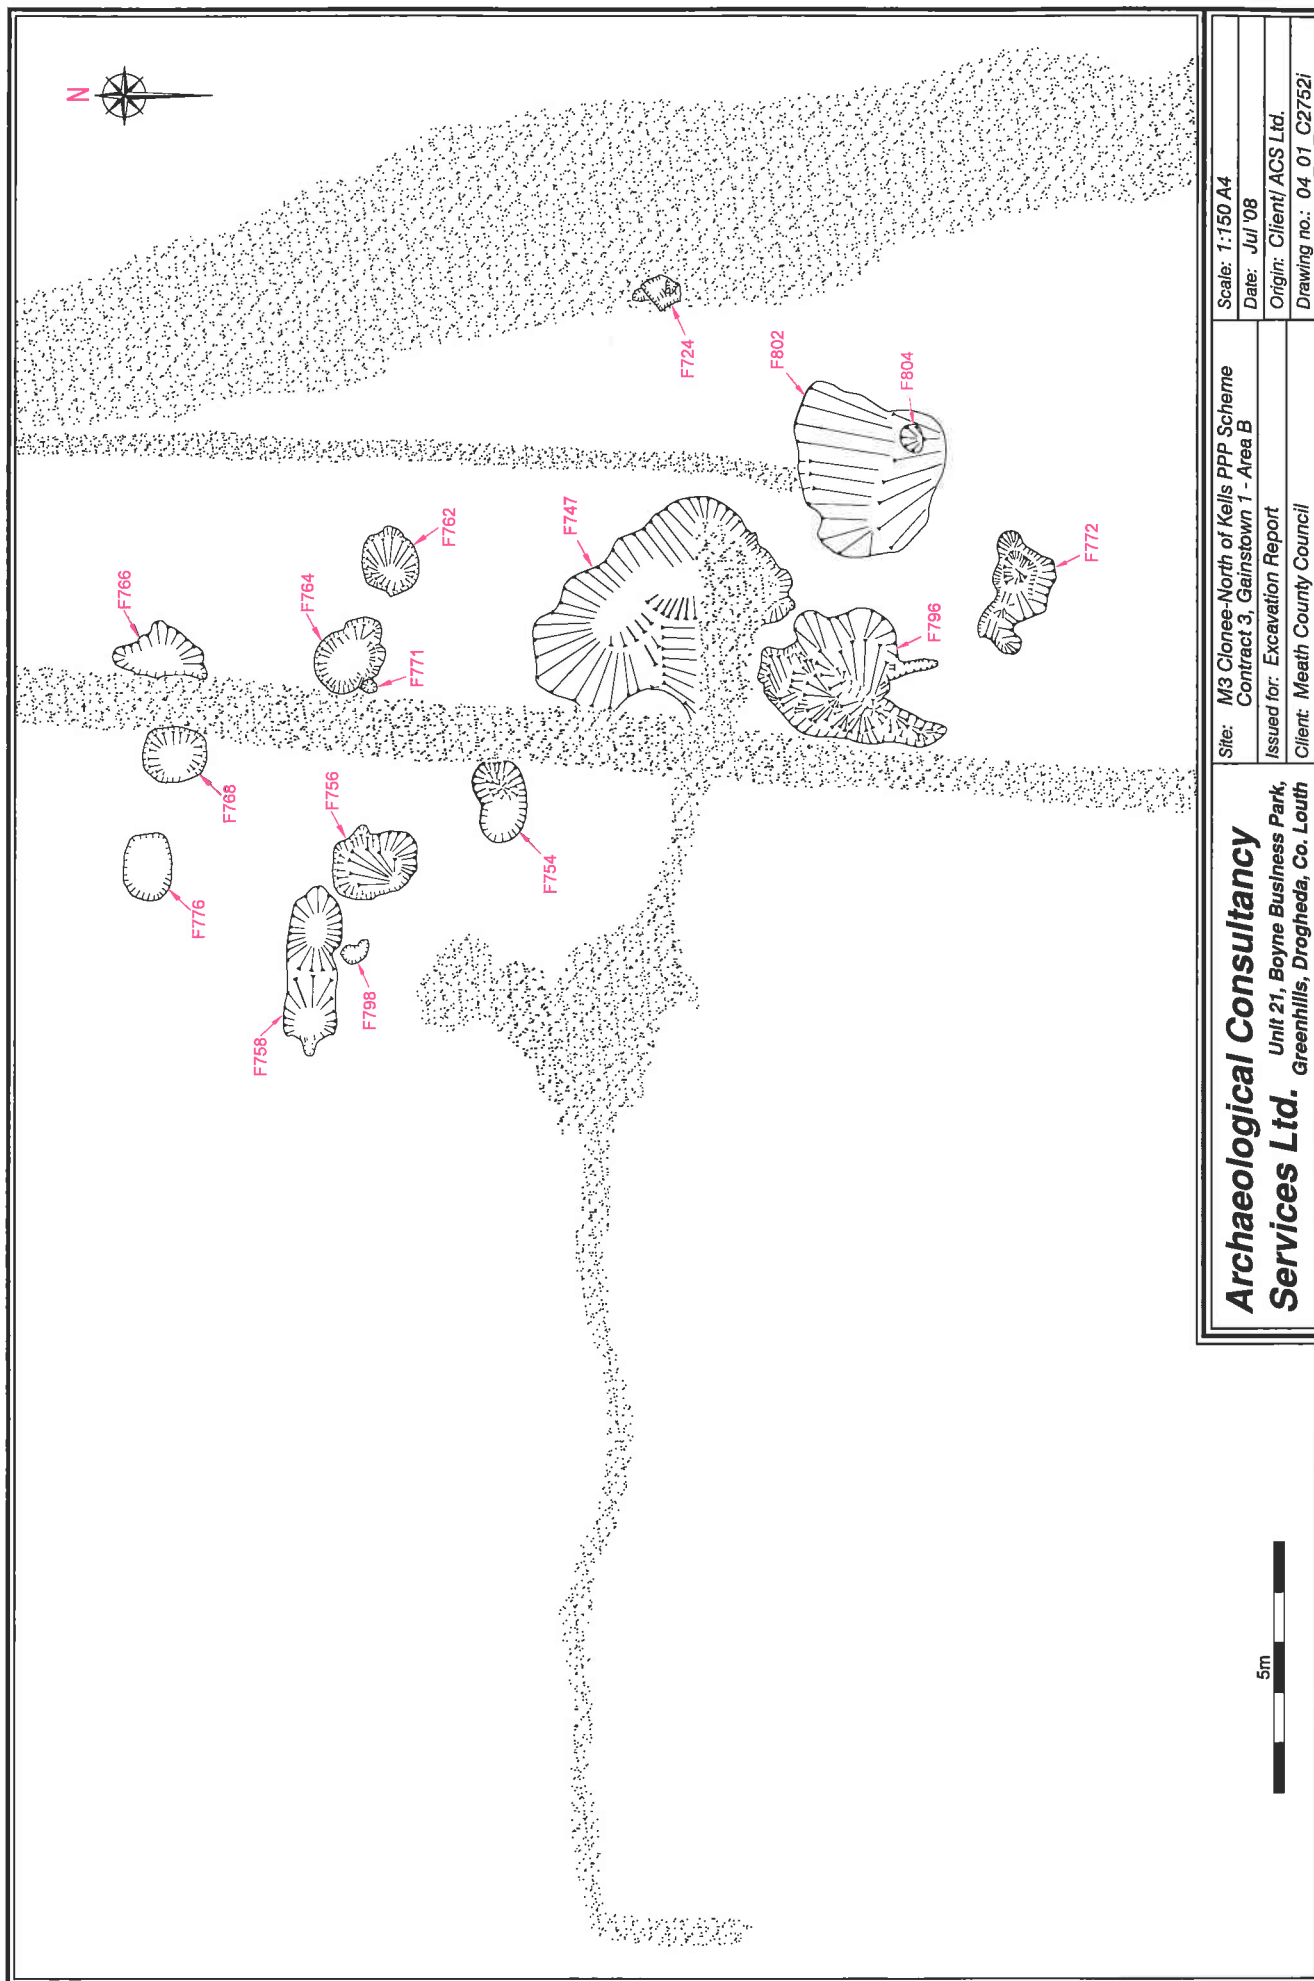 N
F724
F802
F804
F762
F747
F766
F764
F771
F772
F796
F768
F756
F754
F776
F798
F758
5m
Archaeological Consultancy
Services Ltd.
Unit 21, Boyne Business Park,
Greenhills, Drogheda, Co. Louth
Site: M3 Clonee-North of Kells PPP Scheme
Contract 3, Gainstown 1 - Area B
Issued for: Excavation Report
Client: Meath County Council
Scale: 1:150 A4
Date: Jul '08
Origin: Client/ ACS Ltd.
Drawing no.: 04_01_C2752i